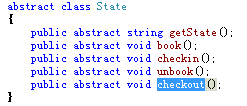 abstract class State
{
public abstract string getState();
public abstract void book();
public abstract void checkin();
public abstract void unbook();
public abstract void checkout();
}